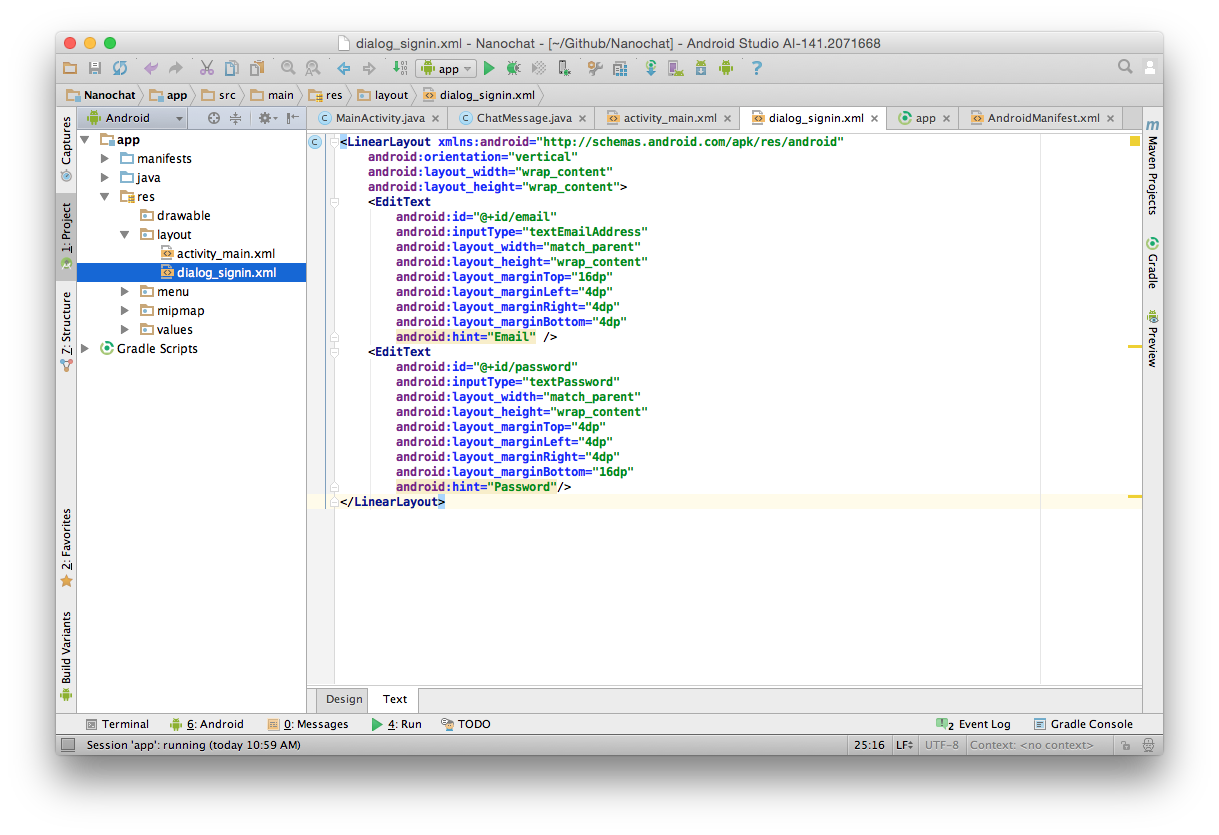 dialog_signin.xml - Nanochat - [~/Github/Nanochat] - Android Studio AI-141.2071668
app
Nanochat app src main res layout dialog_signin.xml
Android
MainActivity.java ChatMessage.java activity_main.xml dialog_signin.xml app AndroidManifest.xml
Captures
1: Project
Z: Structure
2: Favorites
Build Variants
app
manifests
java
res
drawable
layout
activity_main.xml
dialog_signin.xml
menu
mipmap
values
Gradle Scripts
<LinearLayout xmlns:android="http://schemas.android.com/apk/res/android"
android:orientation="vertical"
android:layout_width="wrap_content"
android:layout_height="wrap_content">
<EditText
android:id="@+id/email"
android:inputType="textEmailAddress"
android:layout_width="match_parent"
android:layout_height="wrap_content"
android:layout_marginTop="16dp"
android:layout_marginLeft="4dp"
android:layout_marginRight="4dp"
android:layout_marginBottom="4dp"
android:hint="Email" />
<EditText
android:id="@+id/password"
android:inputType="textPassword"
android:layout_width="match_parent"
android:layout_height="wrap_content"
android:layout_marginTop="4dp"
android:layout_marginLeft="4dp"
android:layout_marginRight="4dp"
android:layout_marginBottom="16dp"
android:hint="Password"/>
</LinearLayout>
Maven Projects
Gradle
Preview
Design Text
Terminal 6: Android 0: Messages 4: Run TODO 2 Event Log Gradle Console
Session 'app': running (today 10:59 AM) 25:16 LF UTF-8 Context: <no context>